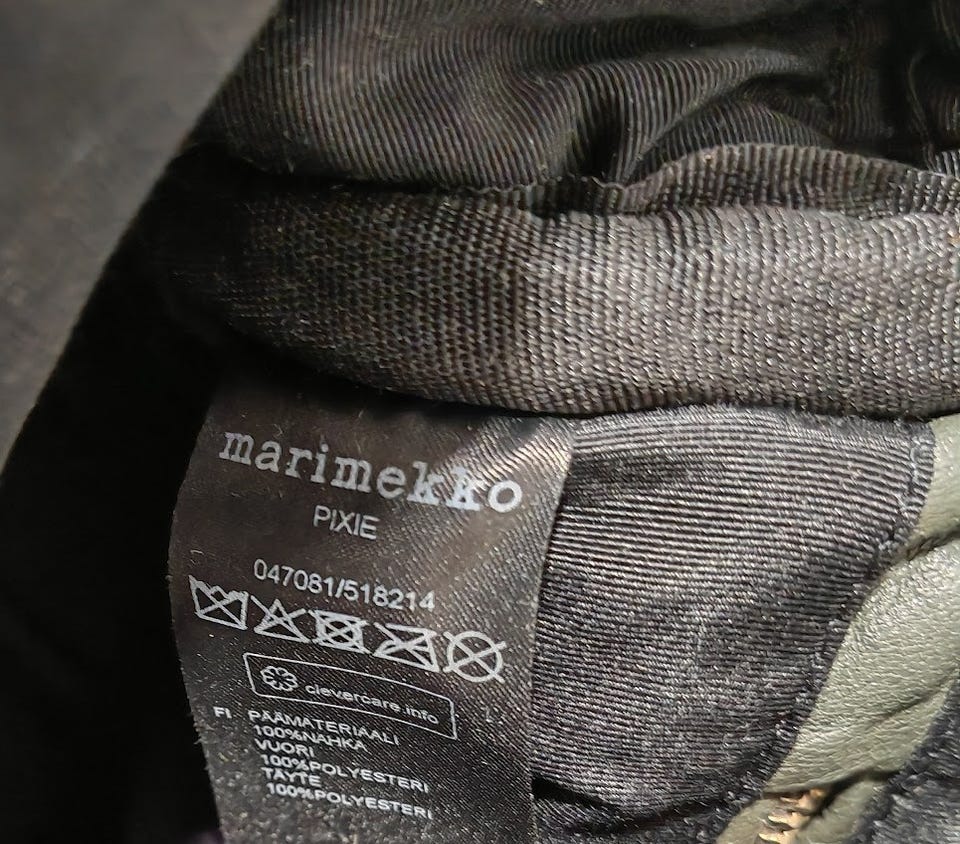 marimekko
PIXIE
047081/518214
clevercare.info
FI PÄÄMATERIAALI
100%NAHKA
VUORI
100%POLYESTERI
TÄYTE
100%POLYESTERI